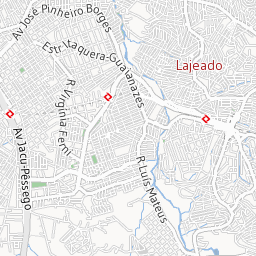 Av José Pinheiro Borges
Estr Itaquera-Guaianazes
Lajeado
R Virgínia Ferni
Av Jacu-Pêssego
R Luís Mateus